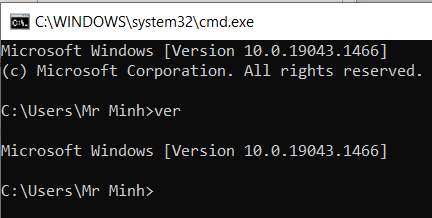 C:\WINDOWS\system32\cmd.exe
Microsoft Windows [Version 10.0.19043.1466]
(c) Microsoft Corporation. All rights reserved.
C:\Users\Mr Minh>ver
Microsoft Windows [Version 10.0.19043.1466]
C:\Users\Mr Minh>